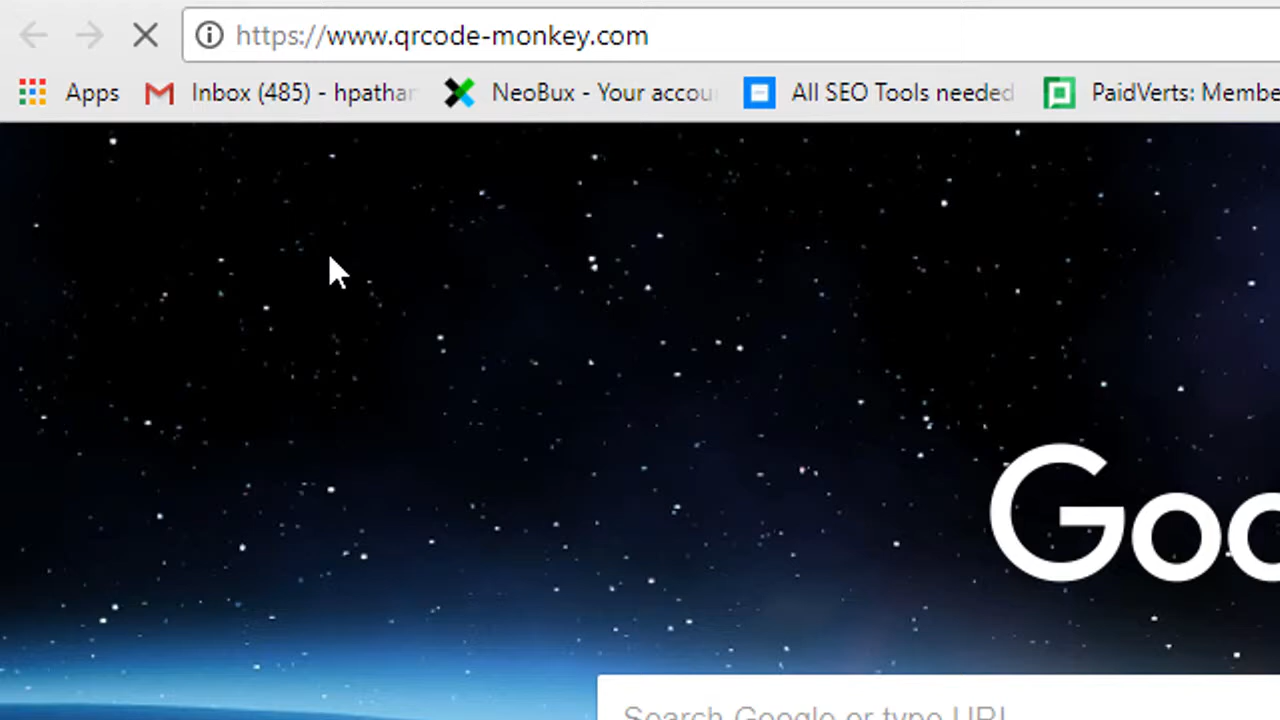 https://www.qrcode-monkey.com
Apps Inbox (485) - hpathan NeoBux - Your accou All SEO Tools needed PaidVerts: Membe
Goo
Search Google or type URL